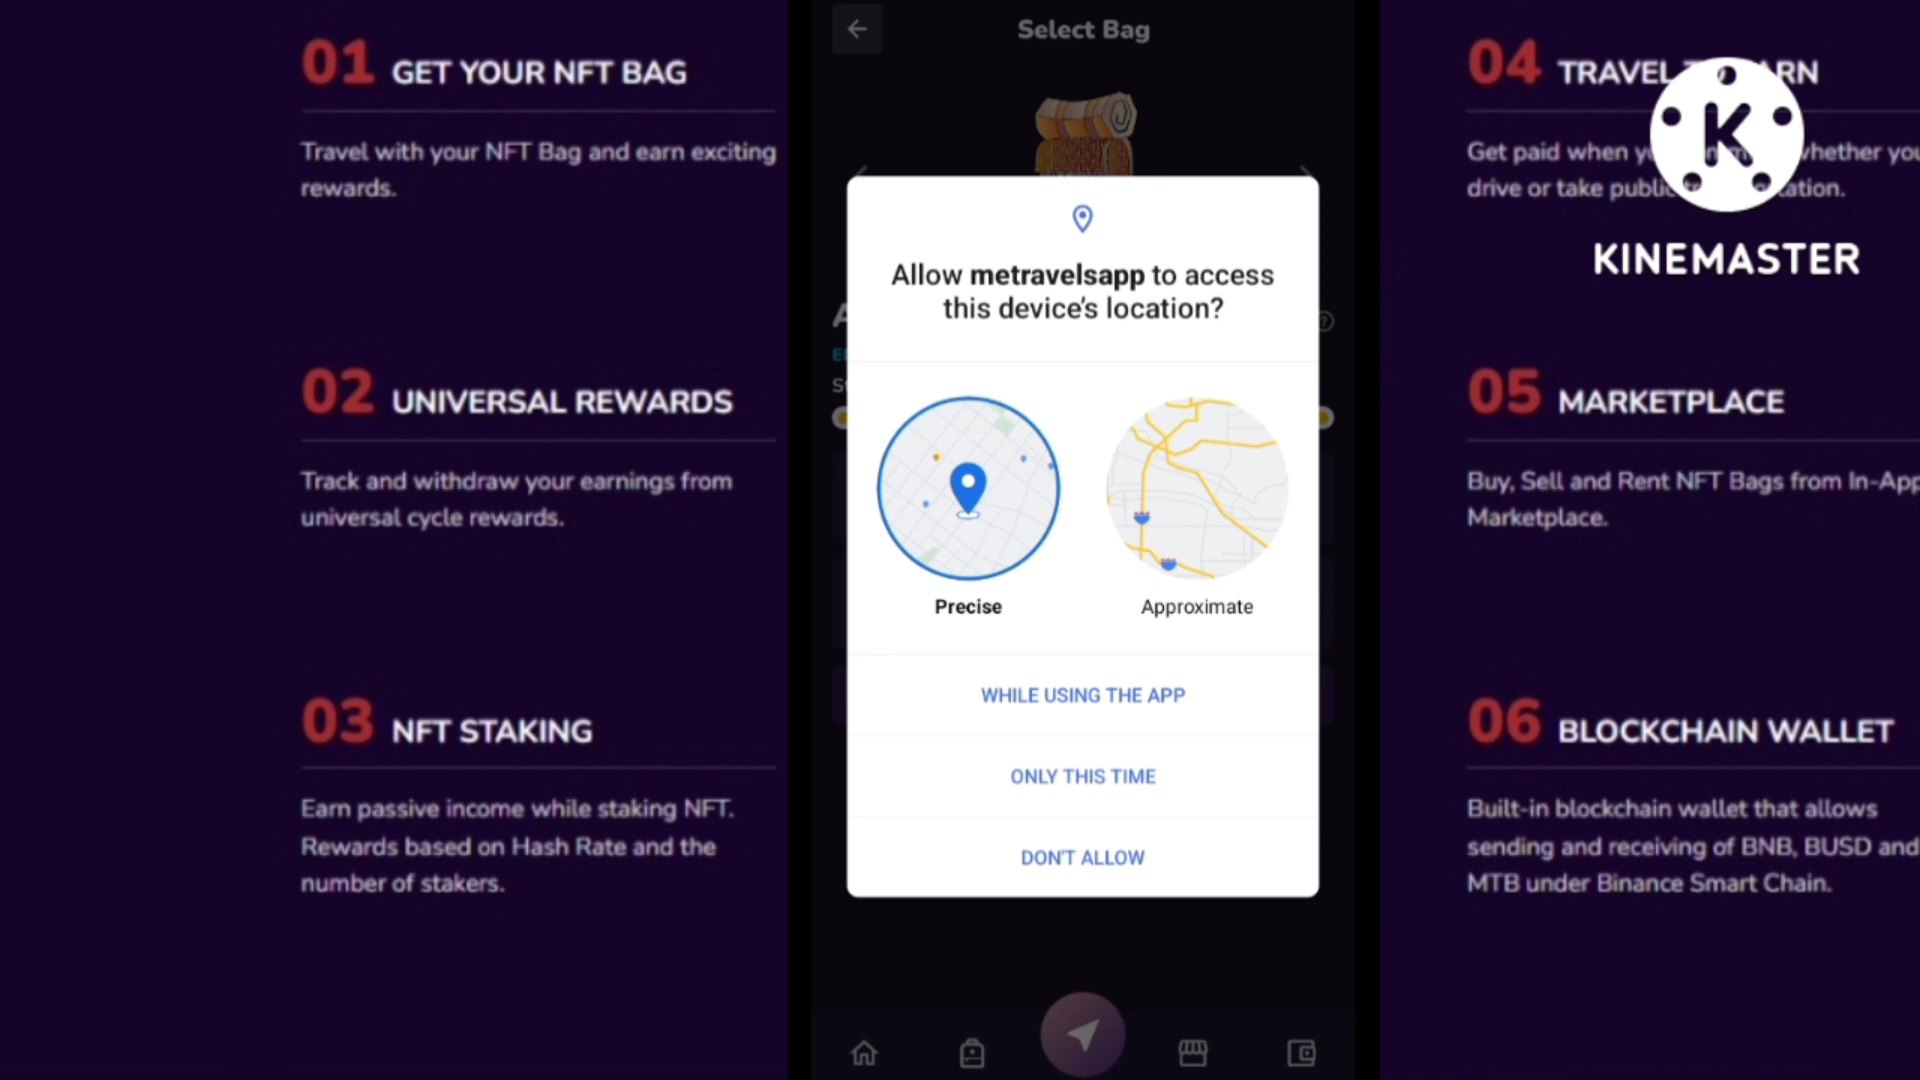 01 GET YOUR NFT BAG
Travel with your NFT Bag and earn exciting
rewards.
02 UNIVERSAL REWARDS
Track and withdraw your earnings from
universal cycle rewards.
03 NFT STAKING
Earn passive income while staking NFT.
Rewards based on Hash Rate and the
number of stakers.
Select Bag
Allow metravelsapp to access
this device's location?
Precise
Approximate
WHILE USING THE APP
ONLY THIS TIME
DON'T ALLOW
04 TRAVEL
Get paid when whether you
drive or take public
KINEMASTER
05 MARKETPLACE
Buy, Sell and Rent NFT Bags from In-App
Marketplace.
06 BLOCKCHAIN WALLET
Built-in blockchain wallet that allows
sending and receiving of BNB, BUSD and
MTB under Binance Smart Chain.